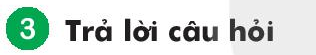 3 Trả lời câu hỏi